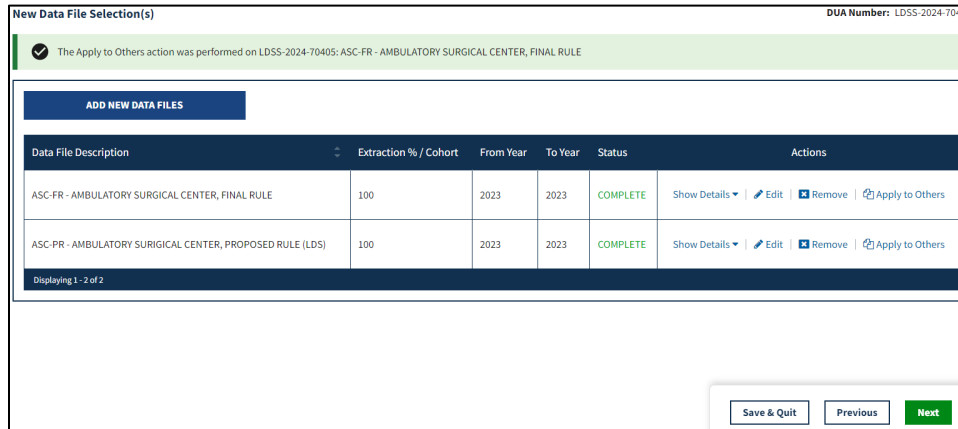 New Data File Selection(s) DUA Number: LDSS-2024-704
The Apply to Others action was performed on LDSS-2024-70405: ASC-FR - AMBULATORY SURGICAL CENTER, FINAL RULE
ADD NEW DATA FILES
Data File Description Extraction % / Cohort From Year To Year Status Actions
ASC-FR - AMBULATORY SURGICAL CENTER, FINAL RULE 100 2023 2023 COMPLETE Show Details | Edit | Remove | Apply to Others
ASC-PR - AMBULATORY SURIGICAL CENTER, PROPOSED RULE (LDS) 100 2023 2023 COMPLETE Show Details | Edit | Remove | Apply to Others
Displaying 1 - 2 of 2
Save & Quit Previous Next